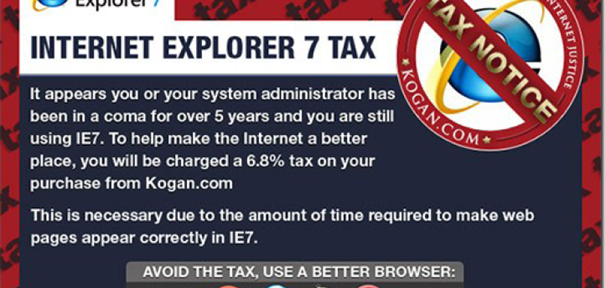 Explorer 7
INTERNET EXPLORER 7 TAX
TAX NOTICE
INTERNET JUSTICE
KOGAN.COM
It appears you or your system administrator has
been in a coma for over 5 years and you are still
using IE7. To help make the Internet a better
place, you will be charged a 6.8% tax on your
purchase from Kogan.com
This is necessary due to the amount of time required to make web
pages appear correctly in IE7.
AVOID THE TAX, USE A BETTER BROWSER: